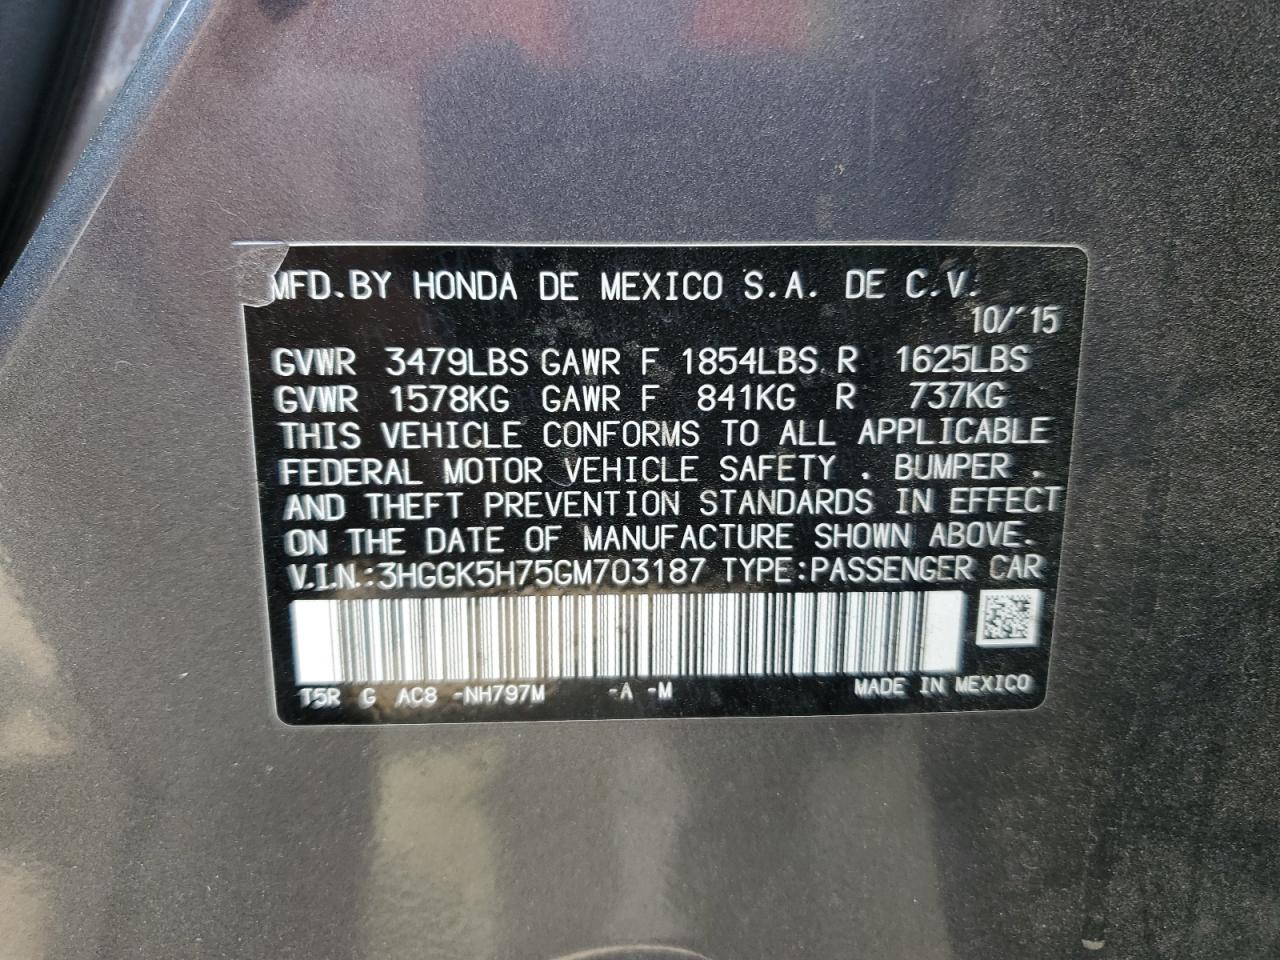 MFD.BY HONDA DE MEXICO S.A. DE C.V.
10/'15
GVWR 3479LBS GAWR F 1854LBS R 1625LBS
GVWR 1578KG GAWR F 841KG R 737KG
THIS VEHICLE CONFORMS TO ALL APPLICABLE
FEDERAL MOTOR VEHICLE SAFETY , BUMPER ,
AND THEFT PREVENTION STANDARDS IN EFFECT
ON THE DATE OF MANUFACTURE SHOWN ABOVE.
V.I.N.:3HGGK5H75GM703187 TYPE:PASSENGER CAR
T5R G AC8 -NH797M -A -M MADE IN MEXICO